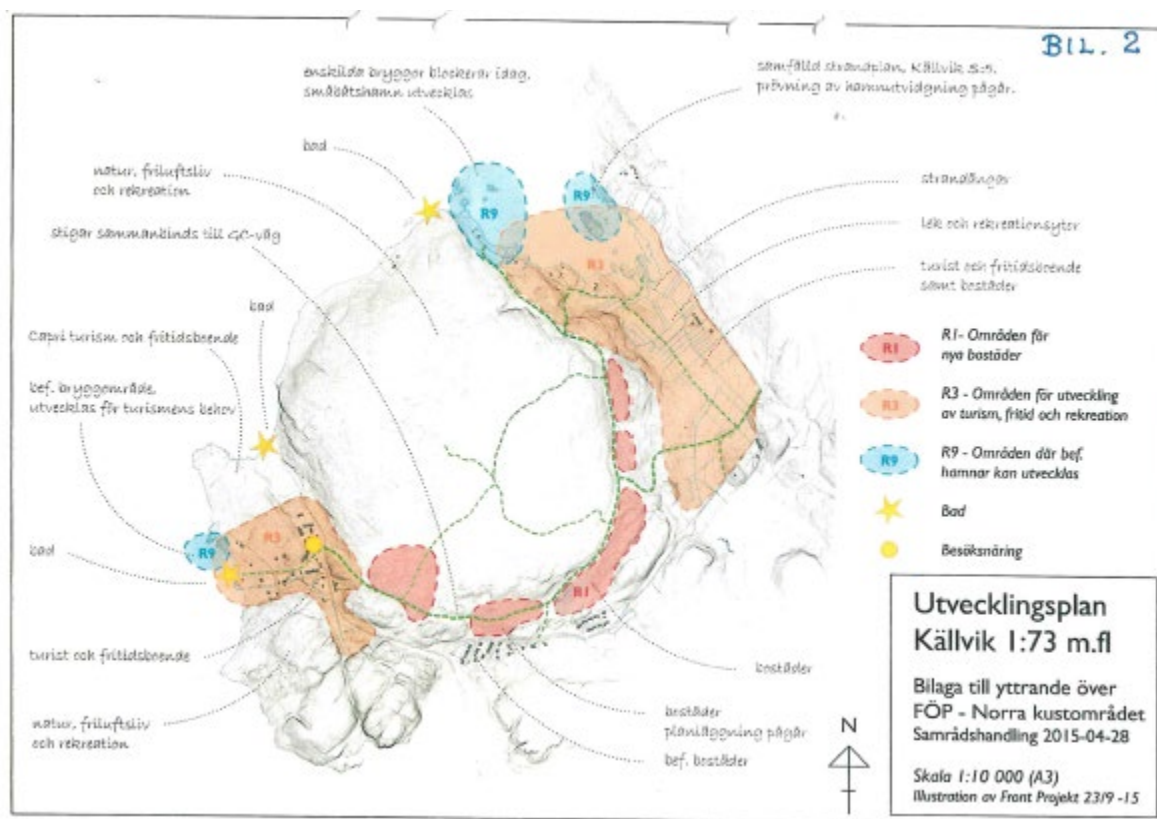 BIL. 2
enskilda bryggor blockerar idag,
småbåtshamn utvecklas
samfälld strandplan, Källvik S:5,
prövning av hamnutvidgning pågår.
bad
natur, friluftsliv
och rekreation
stigar sammanbinds till GC-väg
strandängar
lek och rekreationsytor
turist och fritidsboende
samt bostäder
bad
Capri turism och fritidsboende
bef. bryggområde,
utvecklas för turismens behov
bad
turist och fritidsboende
natur, friluftsliv
och rekreation
R9
R9
R3
R3
R9
R1
bostäder
bostäder
planläggning pågår
bef. bostäder
R1
R1- Områden för
nya bostäder
R3
R3 - Områden för utveckling
av turism, fritid och rekreation
R9
R9 - Områden där bef.
hamnar kan utvecklas
Bad
Besöksnäring
N
Utvecklingsplan
Källvik 1:73 m.fl
Bilaga till yttrande över
FÖP - Norra kustområdet
Samrådshandling 2015-04-28
Skala 1:10 000 (A3)
Illustration av Front Projekt 23/9 -15